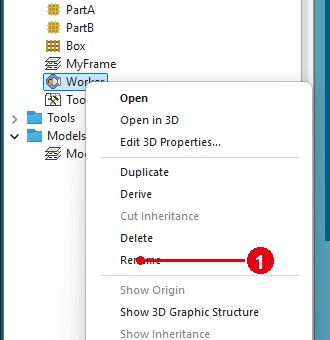 PartA
PartB
Box
MyFrame
Worker
Tools
Models
Open
Open in 3D
Edit 3D Properties...
Duplicate
Derive
Cut Inheritance
Delete
Rename
1
Show Origin
Show 3D Graphic Structure
Show Inheritance